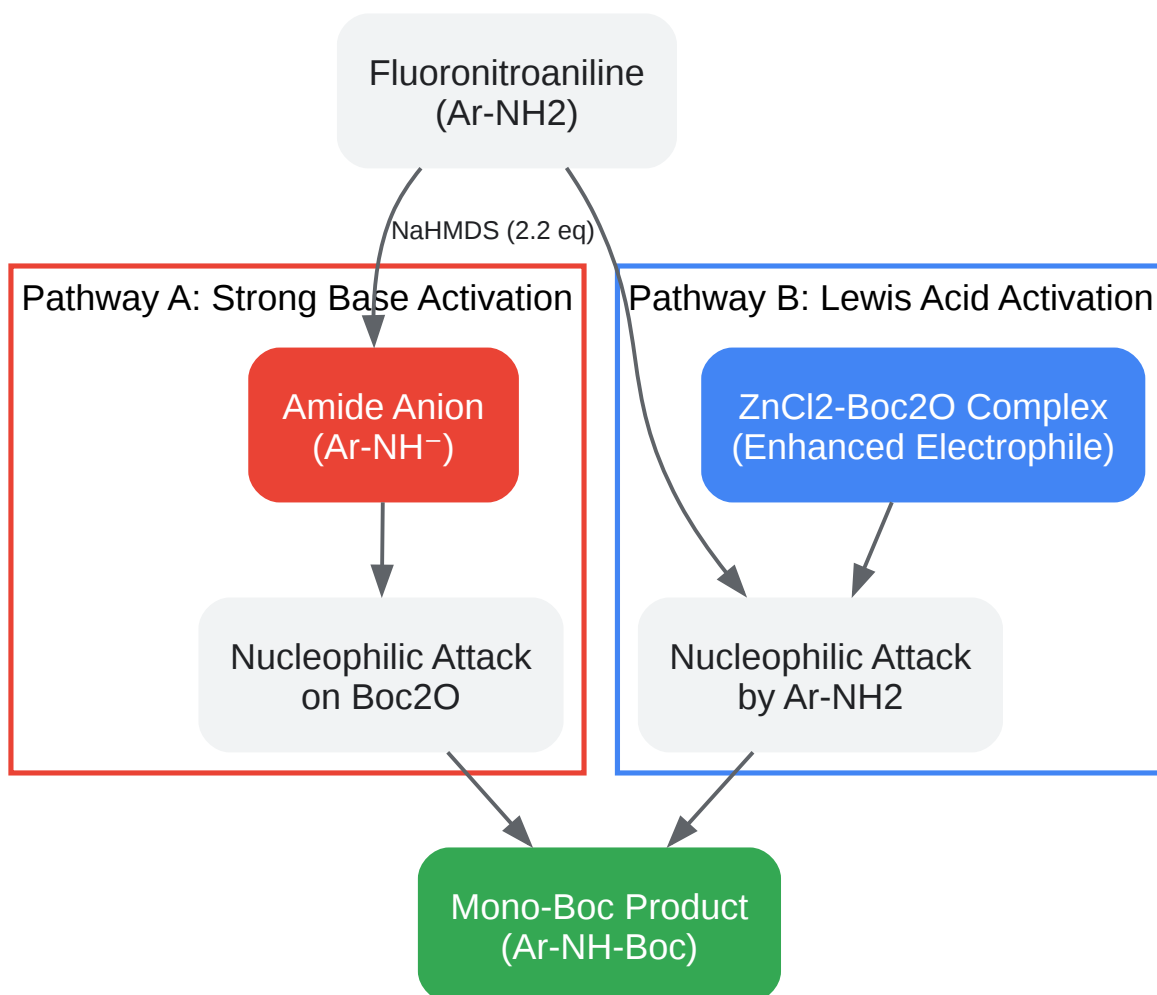 Fluoronitroaniline
(Ar-NH2)
NaHMDS (2.2 eq)
Pathway A: Strong Base Activation
Pathway B: Lewis Acid Activation
Amide Anion
(Ar-NH⁻)
ZnCl2-Boc2O Complex
(Enhanced Electrophile)
Nucleophilic Attack
on Boc2O
Nucleophilic Attack
by Ar-NH2
Mono-Boc Product
(Ar-NH-Boc)